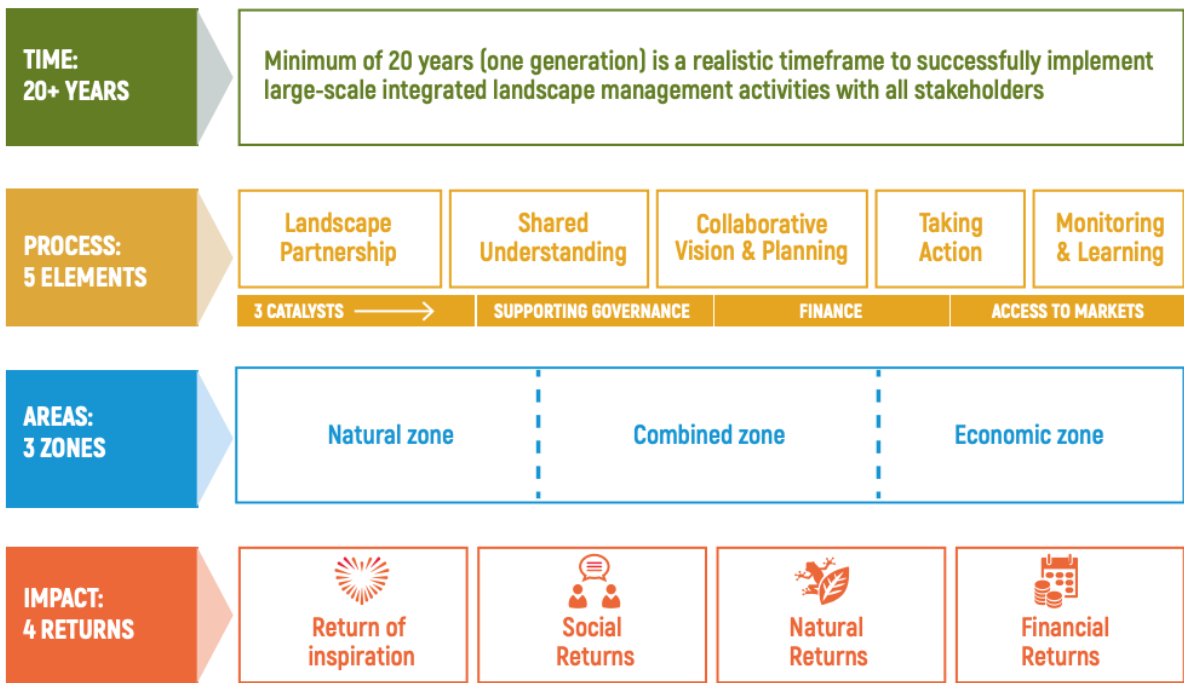 TIME:
20+ YEARS
Minimum of 20 years (one generation) is a realistic timeframe to successfully implement
large-scale integrated landscape management activities with all stakeholders
PROCESS:
5 ELEMENTS
Landscape
Partnership
Shared
Understanding
Collaborative
Vision & Planning
Taking
Action
Monitoring
& Learning
3 CATALYSTS
SUPPORTING GOVERNANCE
FINANCE
ACCESS TO MARKETS
AREAS:
3 ZONES
Natural zone
Combined zone
Economic zone
IMPACT:
4 RETURNS
Return of
inspiration
Social
Returns
Natural
Returns
Financial
Returns